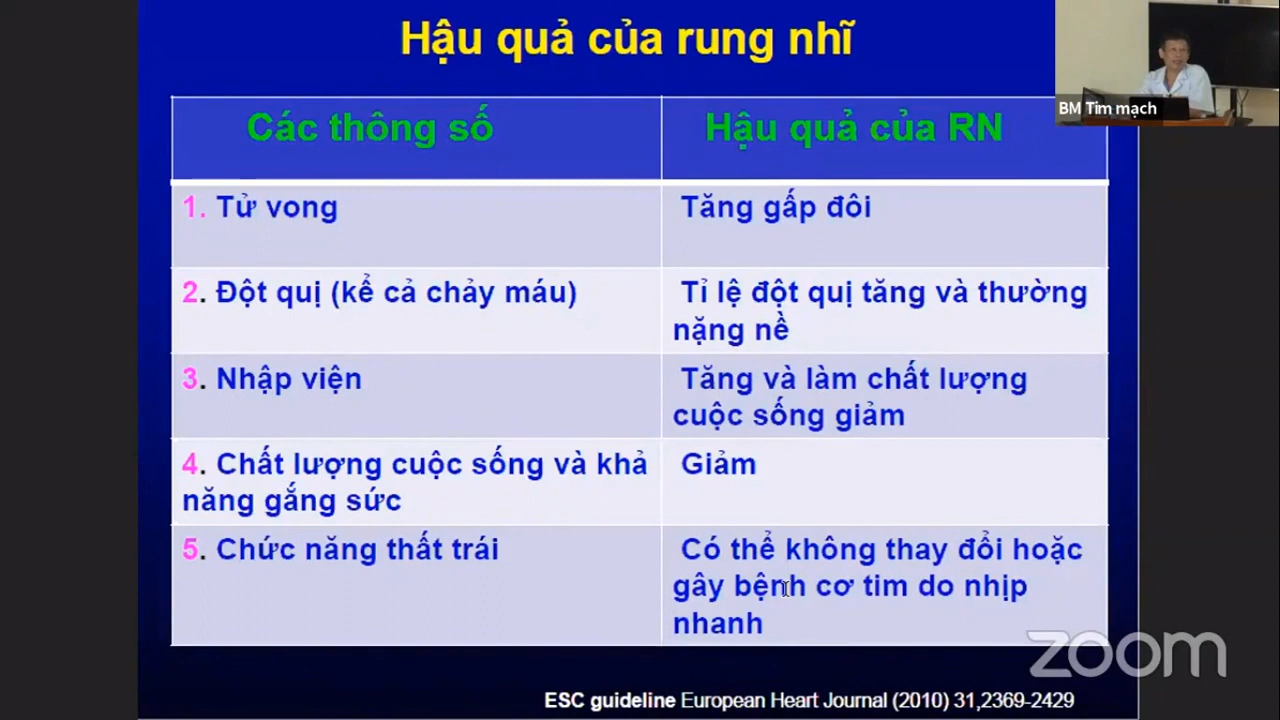 Hậu quả của rung nhĩ
BM Tim mạch
Các thông số
Hậu quả của RN
1. Tử vong
Tăng gấp đôi
2. Đột quị (kể cả chảy máu)
Tỉ lệ đột quị tăng và thường
nặng nề
3. Nhập viện
Tăng và làm chất lượng
cuộc sống giảm
4. Chất lượng cuộc sống và khả
năng gắng sức
Giảm
5. Chức năng thất trái
Có thể không thay đổi hoặc
gây bệnh cơ tim do nhịp
nhanh
zoom
ESC guideline European Heart Journal (2010) 31,2369-2429